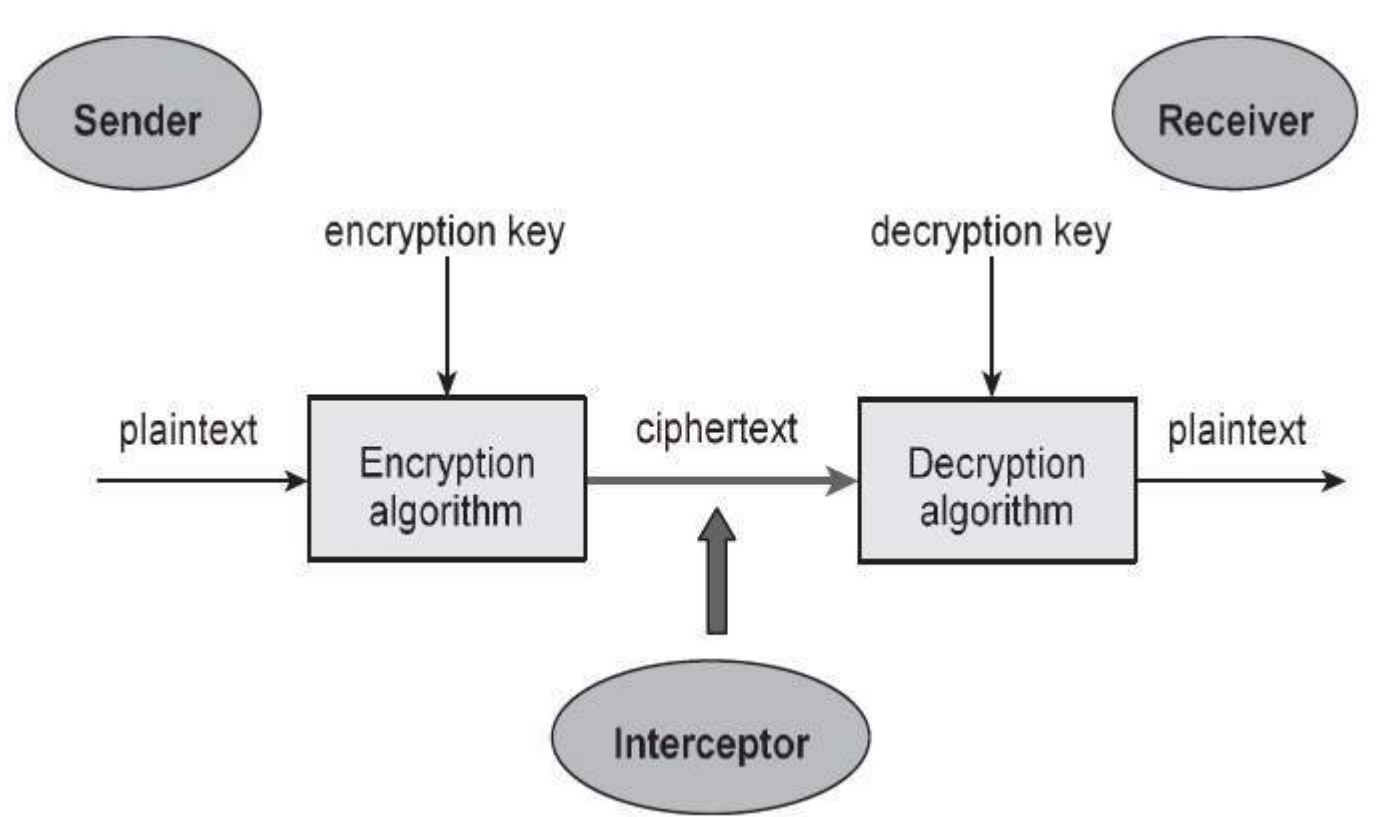 Sender
Receiver
encryption key
decryption key
plaintext
Encryption
algorithm
ciphertext
Decryption
algorithm
plaintext
Interceptor